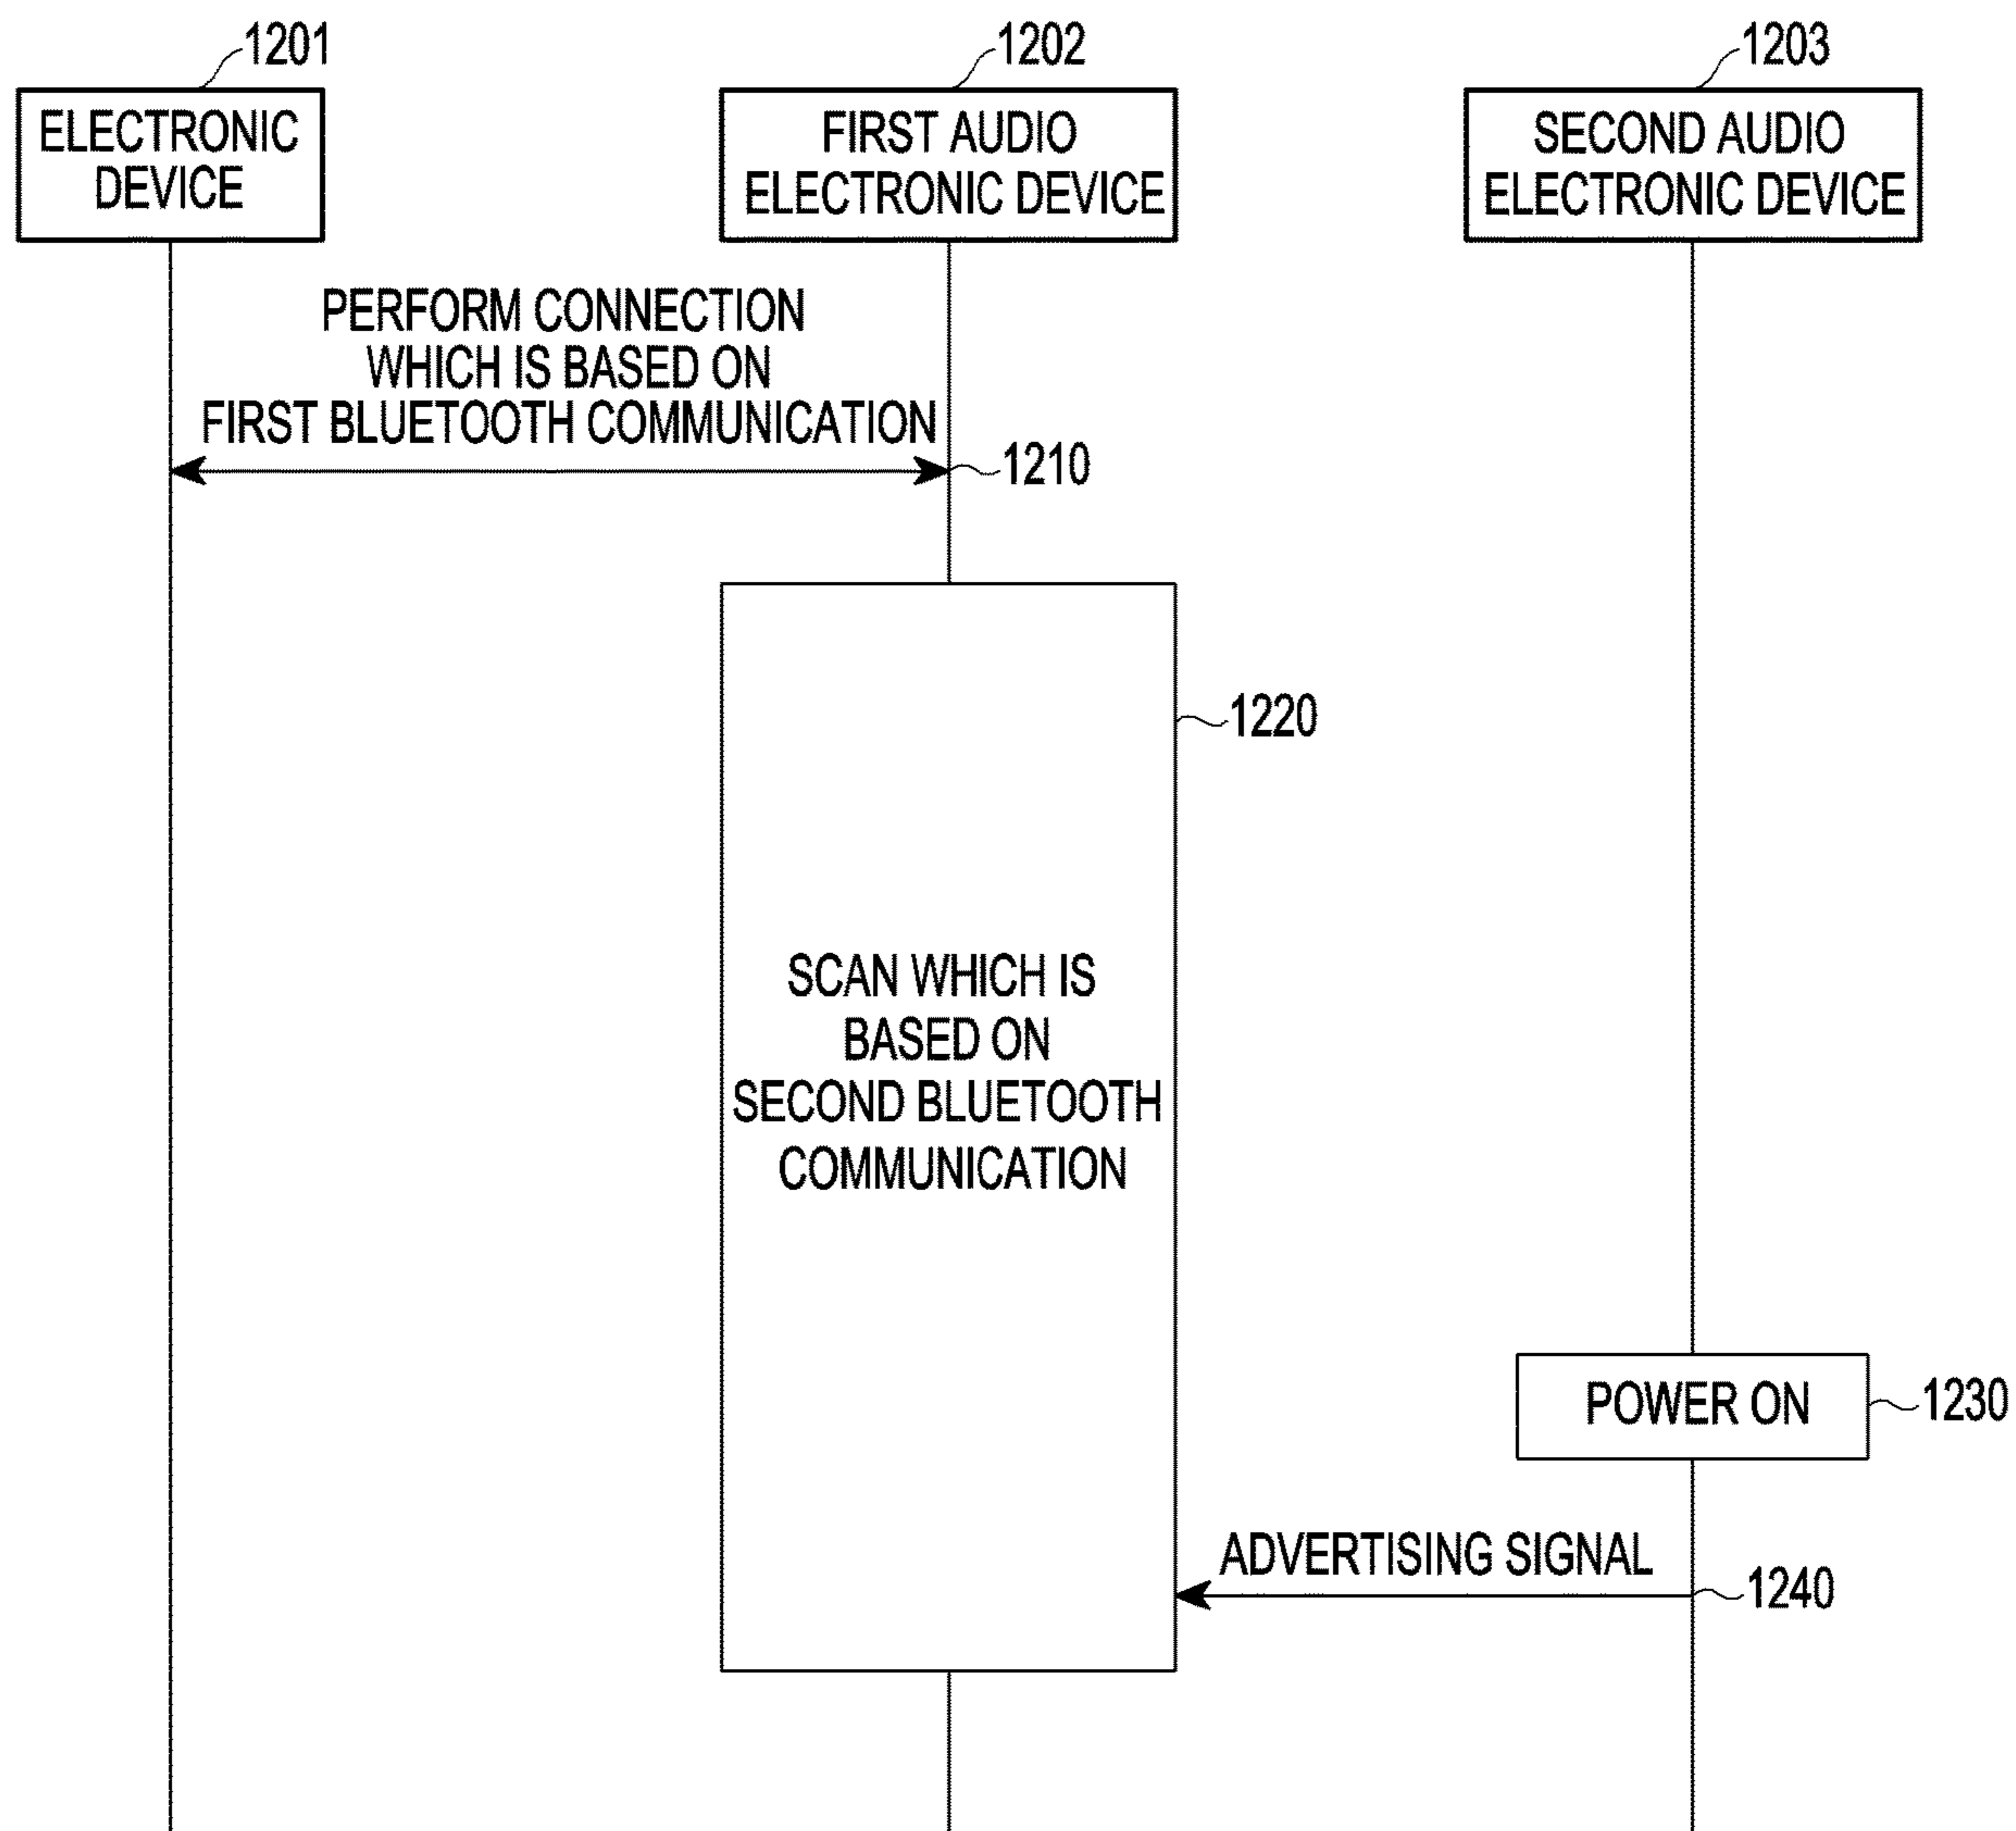 1201
1202
1203
ELECTRONIC
DEVICE
FIRST AUDIO
ELECTRONIC DEVICE
SECOND AUDIO
ELECTRONIC DEVICE
PERFORM CONNECTION
WHICH IS BASED ON
FIRST BLUETOOTH COMMUNICATION
1210
1220
SCAN WHICH IS
BASED ON
SECOND BLUETOOTH
COMMUNICATION
POWER ON
1230
ADVERTISING SIGNAL
1240